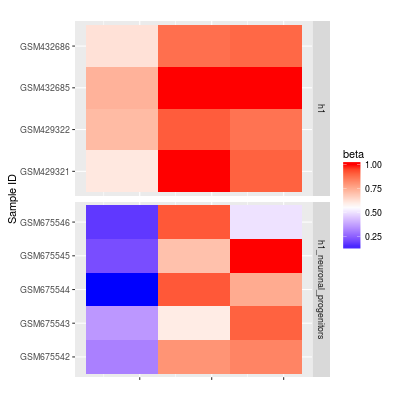 GSM432686
GSM432685
GSM429322
GSM429321
h1
GSM675546
GSM675545
GSM675544
GSM675543
GSM675542
h1_neuronal_progenitors
Sample ID
beta
1.00
0.75
0.50
0.25